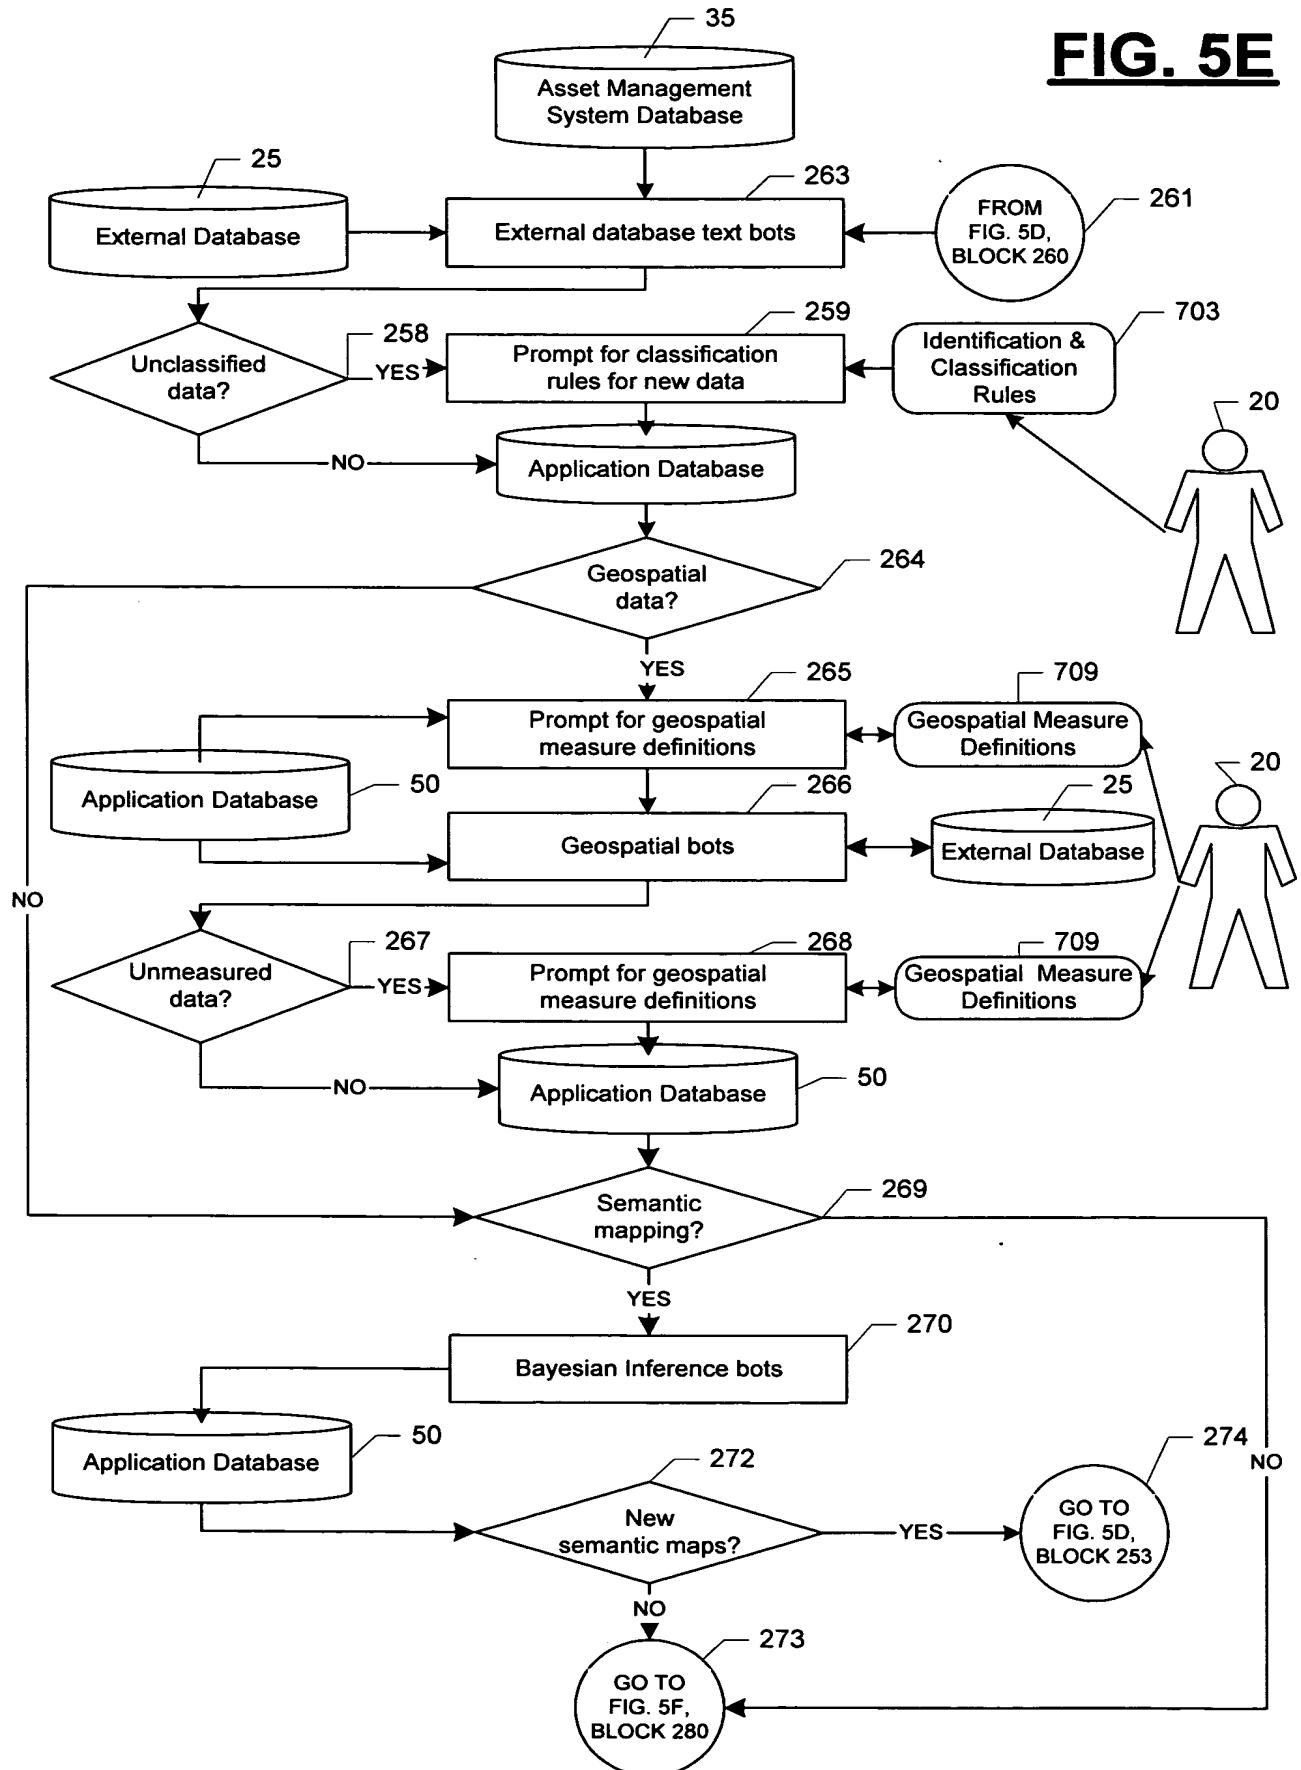 35
FIG. 5E
Asset Management
System Database
25
263
261
External Database
External database text bots
FROM
FIG. 5D,
BLOCK 260
258
259
703
Unclassified
data?
YES
Prompt for classification
rules for new data
Identification &
Classification
Rules
20
NO
Application Database
264
Geospatial
data?
YES
265
709
Prompt for geospatial
measure definitions
Geospatial Measure
Definitions
20
50
266
25
Application Database
Geospatial bots
External Database
NO
267
268
709
Unmeasured
data?
YES
Prompt for geospatial
measure definitions
Geospatial Measure
Definitions
50
NO
Application Database
269
Semantic
mapping?
YES
270
Bayesian Inference bots
50
272
274
Application Database
NO
New
semantic maps?
YES
GO TO
FIG. 5D,
BLOCK 253
NO
273
GO TO
FIG. 5F,
BLOCK 280